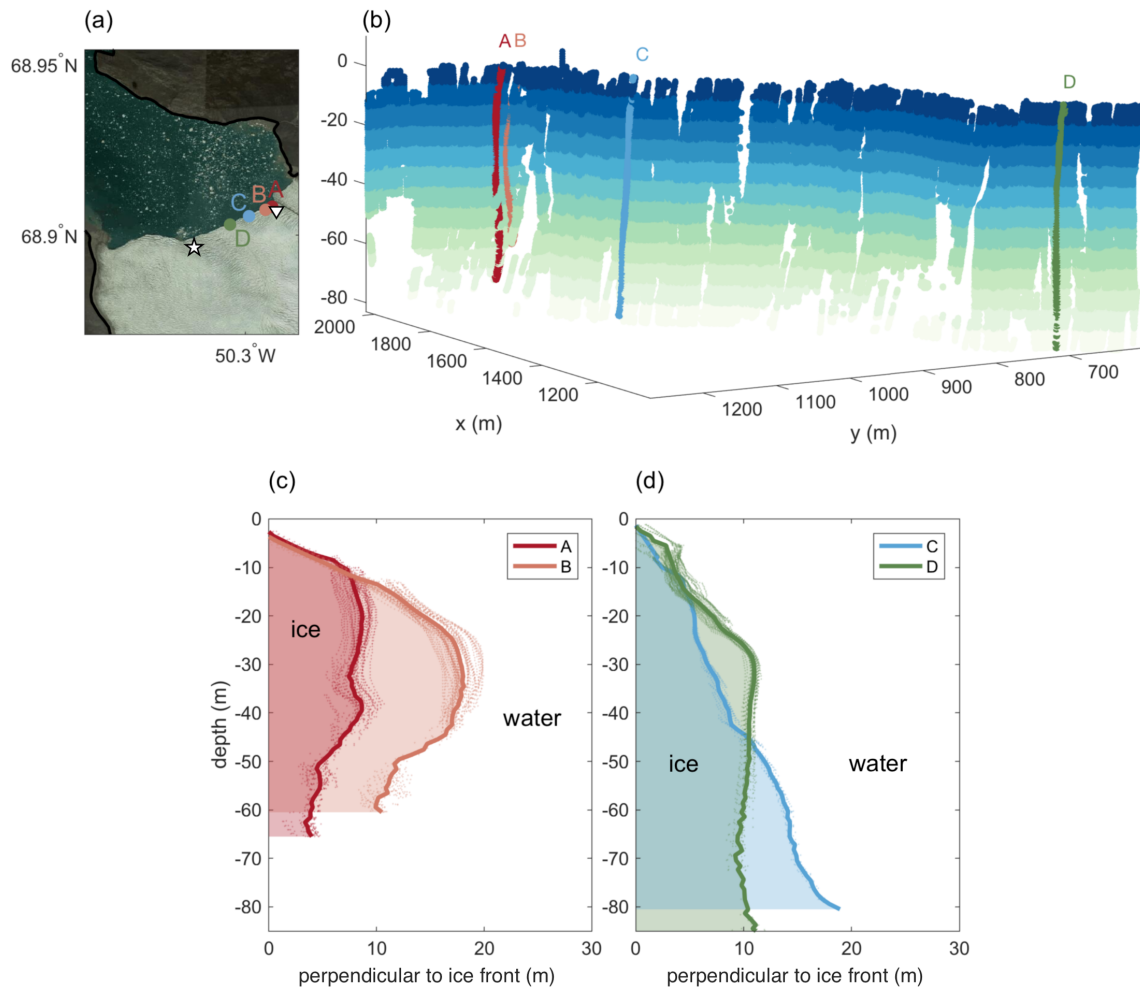 (a)
68.95°N
68.9°N
50.3°W
A
B
C
D
(b)
A B
C
D
0
-20
-40
-60
-80
2000
1800
1600
1400
1200
x (m)
1200
1100
1000
900
800
700
y (m)
(c)
0
-10
-20
-30
-40
-50
-60
-70
-80
depth (m)
ice
water
A
B
0 10 20 30
perpendicular to ice front (m)
(d)
0
-10
-20
-30
-40
-50
-60
-70
-80
ice
water
C
D
0 10 20 30
perpendicular to ice front (m)